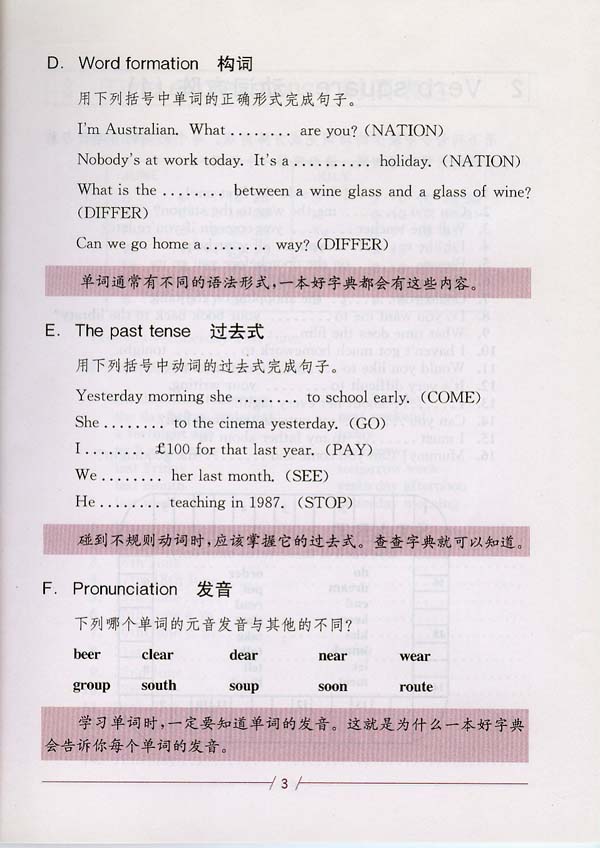 D. Word formation 构词
用下列括号中单词的正确形式完成句子。
I'm Australian. What ........ are you? (NATION)
Nobody's at work today. It's a .......... holiday. (NATION)
What is the ........ between a wine glass and a glass of wine?
(DIFFER)
Can we go home a ........ way? (DIFFER)
单词通常有不同的语法形式,一本好字典都会有这些内容。
E. The past tense 过去式
用下列括号中动词的过去式完成句子。
Yesterday morning she ........ to school early. (COME)
She ........ to the cinema yesterday. (GO)
I ........ £100 for that last year. (PAY)
We ........ her last month. (SEE)
He ........ teaching in 1987. (STOP)
碰到不规则动词时,应该掌握它的过去式。查查字典就可以知道。
F. Pronunciation 发音
下列哪个单词的元音发音与其他的不同?
beer clear dear near wear
group south soup soon route
学习单词时,一定要知道单词的发音。这就是为什么一本好字典
会告诉你每个单词的发音。
3